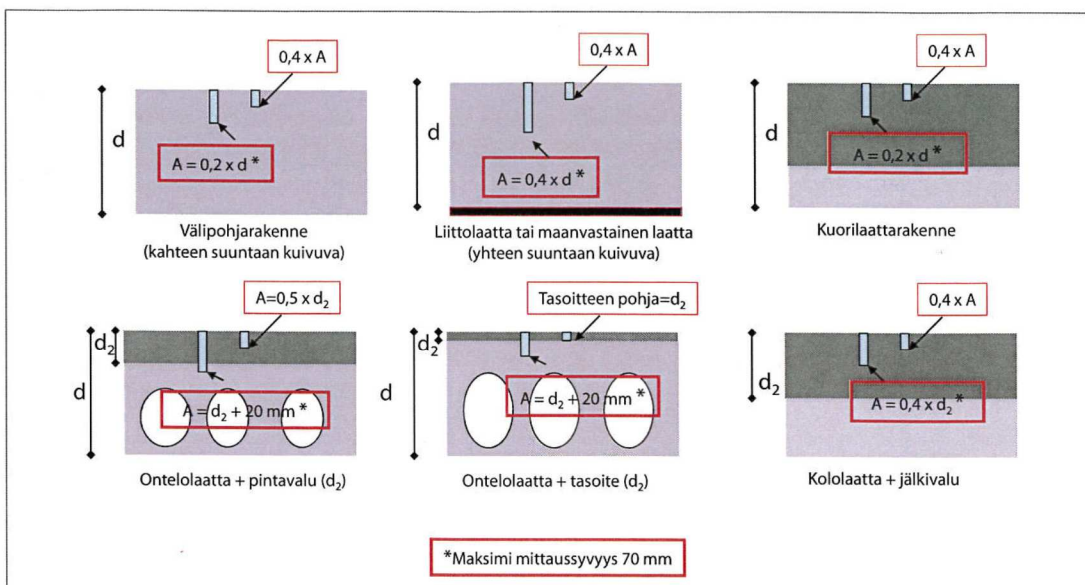 0,4 x A
d
A = 0,2 x d *
Välipohjarakenne
(kahteen suuntaan kuivuva)
0,4 x A
d
A = 0,4 x d *
Liittolaatta tai maanvastainen laatta
(yhteen suuntaan kuivuva)
0,4 x A
d
A = 0,2 x d *
Kuorilaattarakenne
A=0,5 x d₂
d₂
d
A = d₂ + 20 mm *
Ontelolaatta + pintavalu (d₂)
Tasoitteen pohja=d₂
d₂
d
A = d₂ + 20 mm *
Ontelolaatta + tasoite (d₂)
0,4 x A
d₂
A = 0,4 x d₂ *
Kololaatta + jälkivalu
*Maksimi mittaussyvyys 70 mm